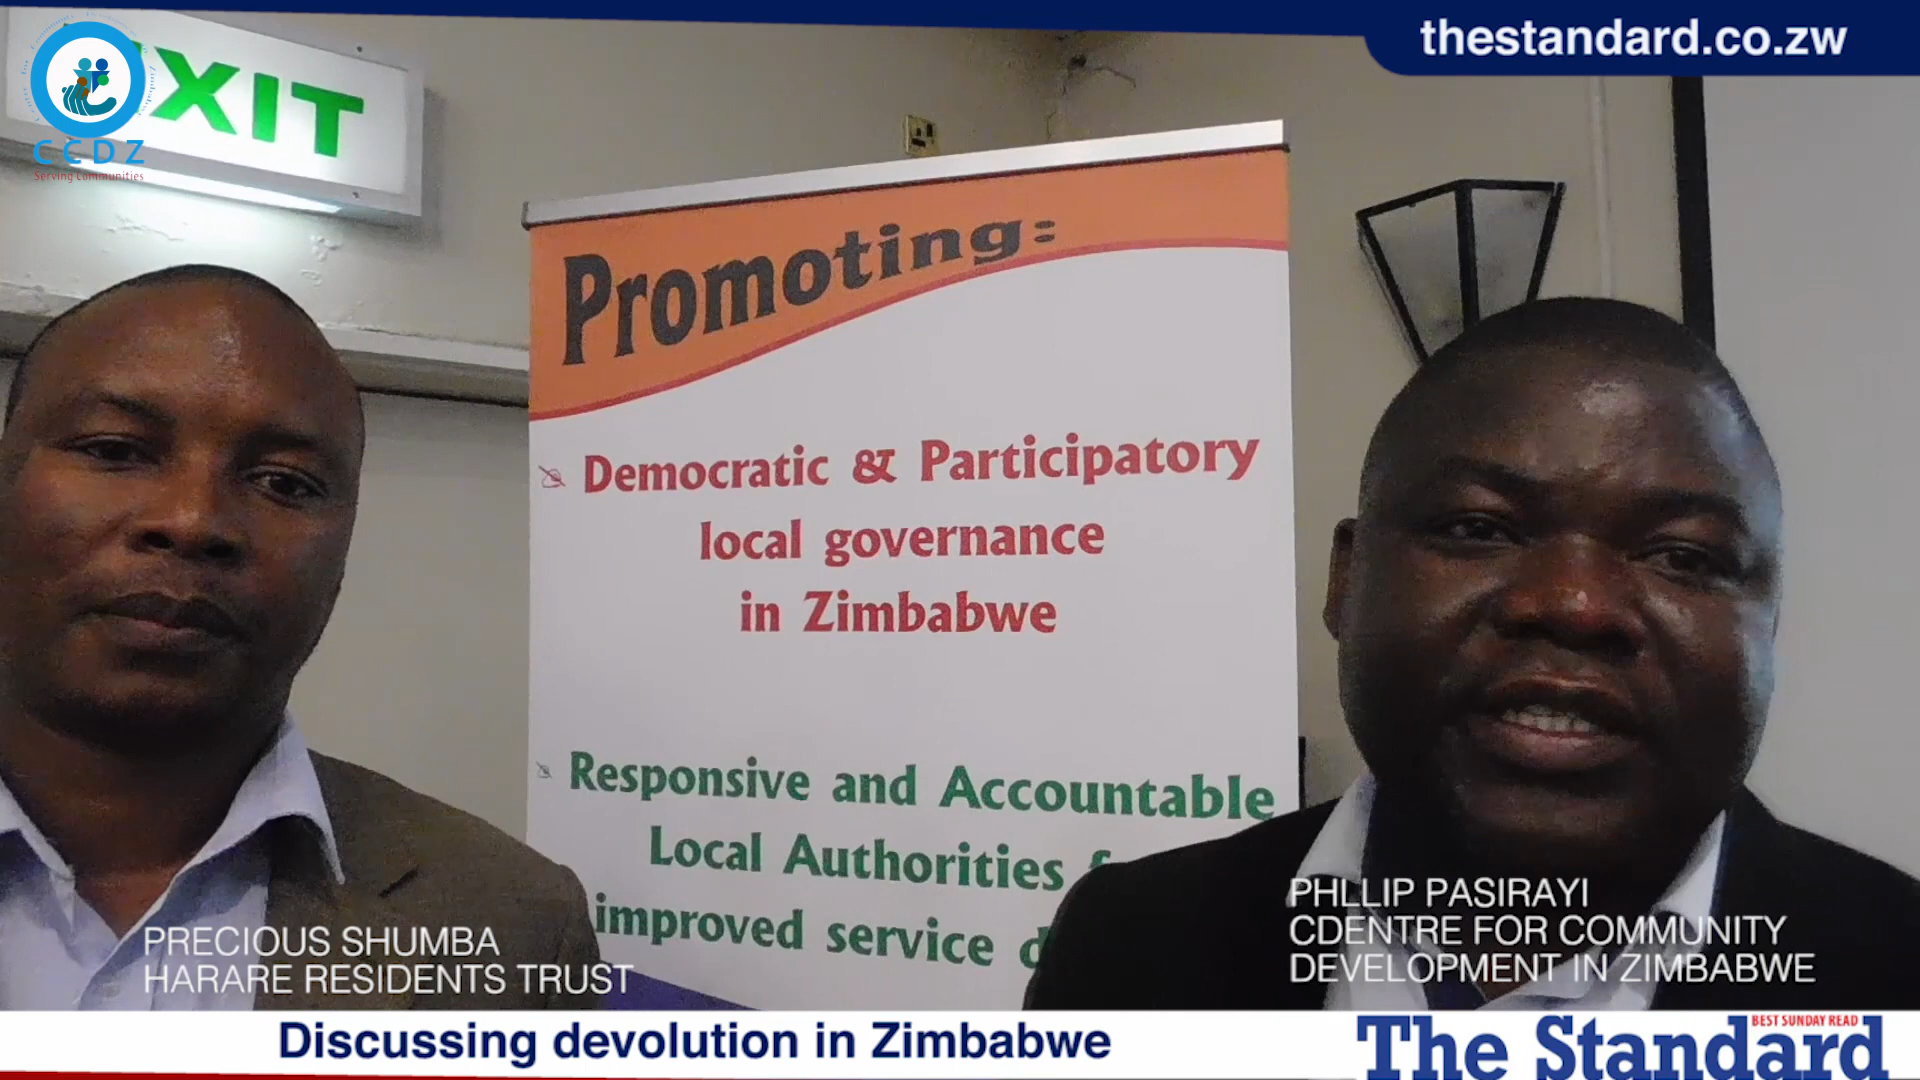 thestandard.co.zw
XIT
CCDZ
Serving Communities
Promoting:
Democratic & Participatory
local governance
in Zimbabwe
Responsive and Accountable
Local Authorities
improved service
PRECIOUS SHUMBA
HARARE RESIDENTS TRUST
PHLLIP PASIRAYI
CDENTRE FOR COMMUNITY
DEVELOPMENT IN ZIMBABWE
Discussing devolution in Zimbabwe
BEST SUNDAY READ
The Standard